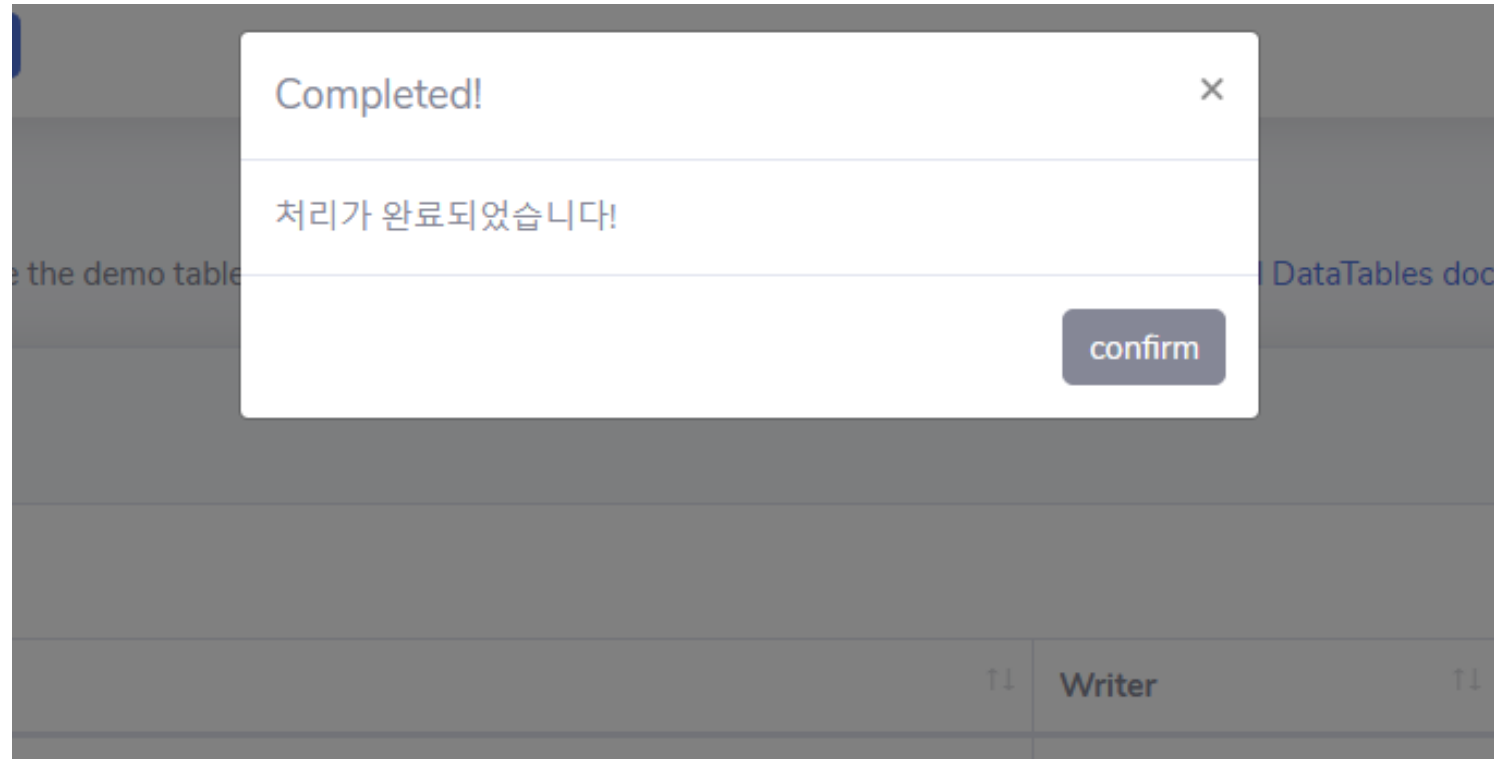 Completed!
×
처리가 완료되었습니다!
the demo table
DataTables doc
confirm
Writer